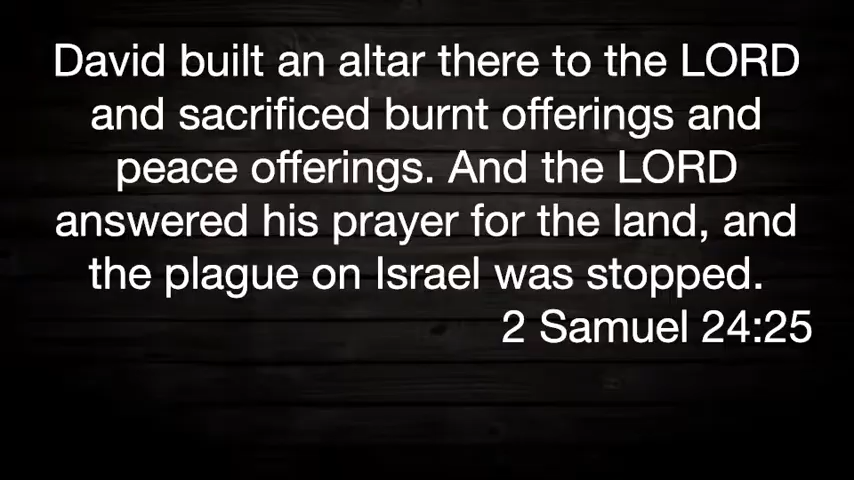 David built an altar there to the LORD
and sacrificed burnt offerings and
peace offerings. And the LORD
answered his prayer for the land, and
the plague on Israel was stopped.
2 Samuel 24:25